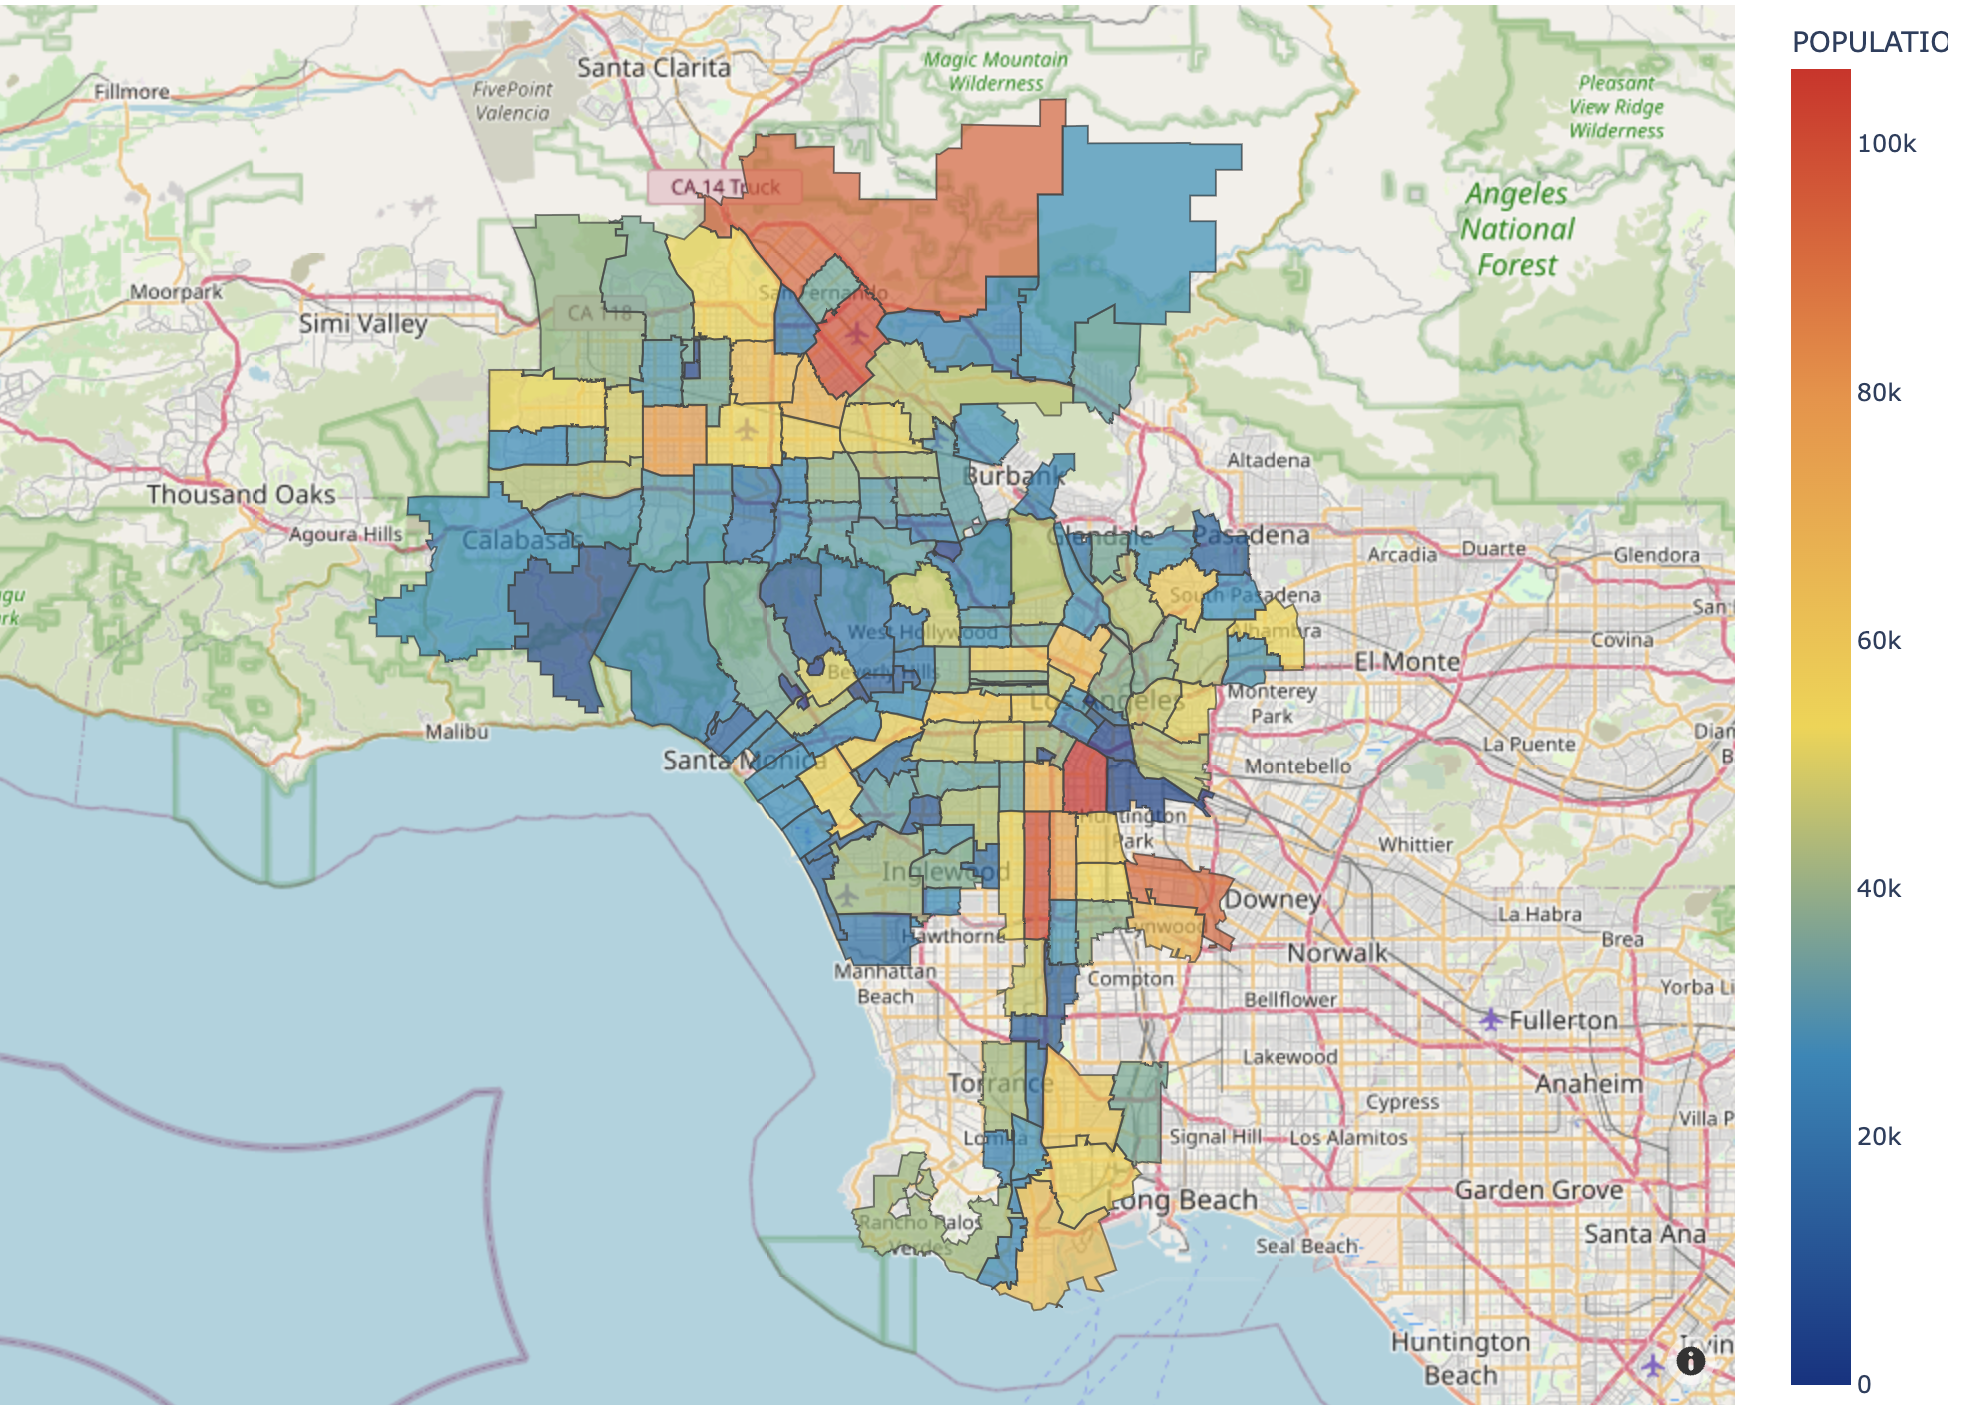 POPULATIO
100k
80k
60k
40k
20k
0
Santa Clarita
Magic Mountain
Wilderness
Fillmore
FivePoint
Valencia
Pleasant
View Ridge
Wilderness
CA 14 Truck
Angeles
National
Forest
Moorpark
San Fernando
CA 118
Simi Valley
Altadena
Burbank
Thousand Oaks
Agoura Hills
Calabasas
Glendale
Pasadena
Arcadia
Duarte
Glendora
South Pasadena
San
West Hollywood
Alhambra
Covina
Beverly Hills
El Monte
Los Angeles
Monterey
Park
Malibu
La Puente
Santa Monica
Montebello
Huntington
Park
Whittier
Inglewood
Downey
La Habra
Lynwood
Hawthorne
Brea
Norwalk
Manhattan
Beach
Compton
Bellflower
Yorba Li
Fullerton
Lakewood
Torrance
Anaheim
Cypress
Villa P
Lomita
Signal Hill
Los Alamitos
Long Beach
Garden Grove
Rancho Palos
Verdes
Santa Ana
Seal Beach
Huntington
Beach
Irvin